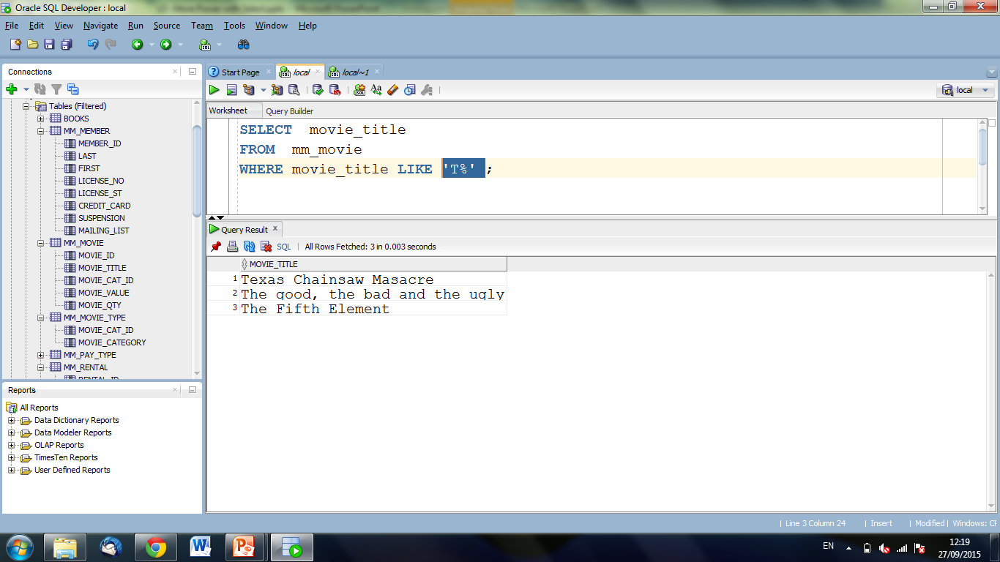 Oracle SQL Developer : local
File Edit View Navigate Run Source Team Tools Window Help
Connections
Start Page
local
local~1
local
Tables (Filtered)
BOOKS
MM_MEMBER
MEMBER_ID
LAST
FIRST
LICENSE_NO
LICENSE_ST
CREDIT_CARD
SUSPENSION
MAILING_LIST
MM_MOVIE
MOVIE_ID
MOVIE_TITLE
MOVIE_CAT_ID
MOVIE_VALUE
MOVIE_QTY
MM_MOVIE_TYPE
MOVIE_CAT_ID
MOVIE_CATEGORY
MM_PAY_TYPE
MM_RENTAL
RENTAL_ID
Worksheet Query Builder
SELECT movie_title
FROM mm_movie
WHERE movie_title LIKE 'T%' ;
Query Result
SQL | All Rows Fetched: 3 in 0.003 seconds
MOVIE_TITLE
1 Texas Chainsaw Masacre
2 The good, the bad and the ugly
3 The Fifth Element
Reports
All Reports
Data Dictionary Reports
Data Modeler Reports
OLAP Reports
TimesTen Reports
User Defined Reports
| Line 3 Column 24 | Insert | Modified | Windows: CF
EN
12:19
27/09/2015